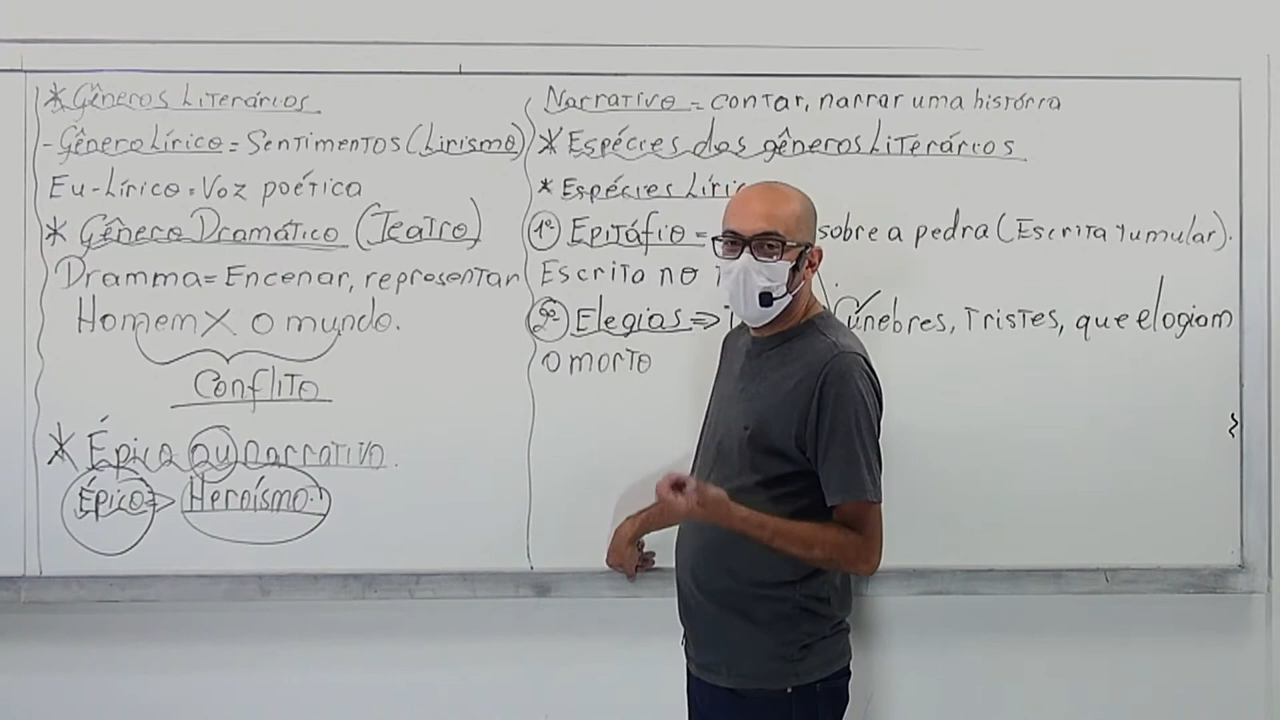 * Gêneros Literários
- Gênero Lírico = Sentimentos (Lirismo)
Eu-Lírico = Voz poética
* Gênero Dramático (Teatro)
Dramma = Encenar, representar
Homem X o mundo.
Conflito
* Épico ou narrativo.
Épico => Heroísmo.
Narrativo = contar, narrar uma história
* Espécies dos gêneros Literários
* Espécies
1º Epitáfio = sobre a pedra (Escrita Tumular).
Escrito no
2º Elegias => fúnebres, tristes, que elogiam
o morto